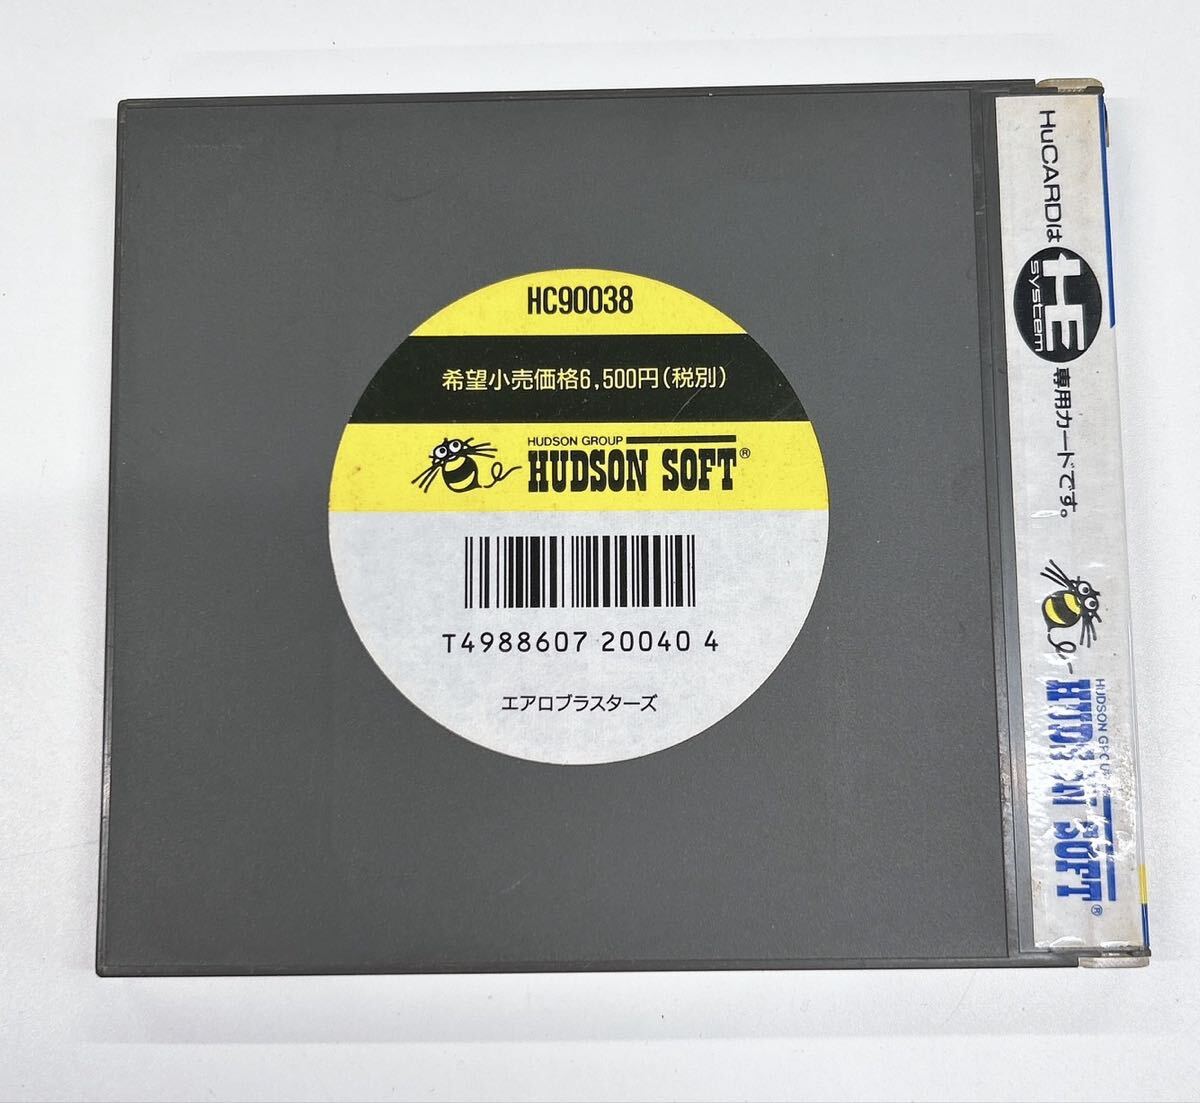 HC90038
希望小売価格6,500円(税別)
HUDSON GROUP
HUDSON SOFT®
T4988607 20040 4
エアロブラスターズ
HuCARDは HE system 専用カードです。
HUDSON GROUP
HUDSON SOFT®